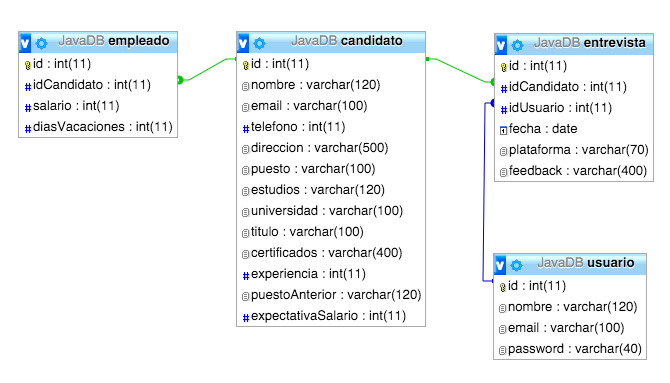 JavaDB empleado
id : int(11)
idCandidato : int(11)
salario : int(11)
diasVacaciones : int(11)
JavaDB candidato
id : int(11)
nombre : varchar(120)
email : varchar(100)
telefono : int(11)
direccion : varchar(500)
puesto : varchar(100)
estudios : varchar(120)
universidad : varchar(100)
titulo : varchar(100)
certificados : varchar(400)
experiencia : int(11)
puestoAnterior : varchar(120)
expectativaSalario : int(11)
JavaDB entrevista
id : int(11)
idCandidato : int(11)
idUsuario : int(11)
fecha : date
plataforma : varchar(70)
feedback : varchar(400)
JavaDB usuario
id : int(11)
nombre : varchar(120)
email : varchar(100)
password : varchar(40)